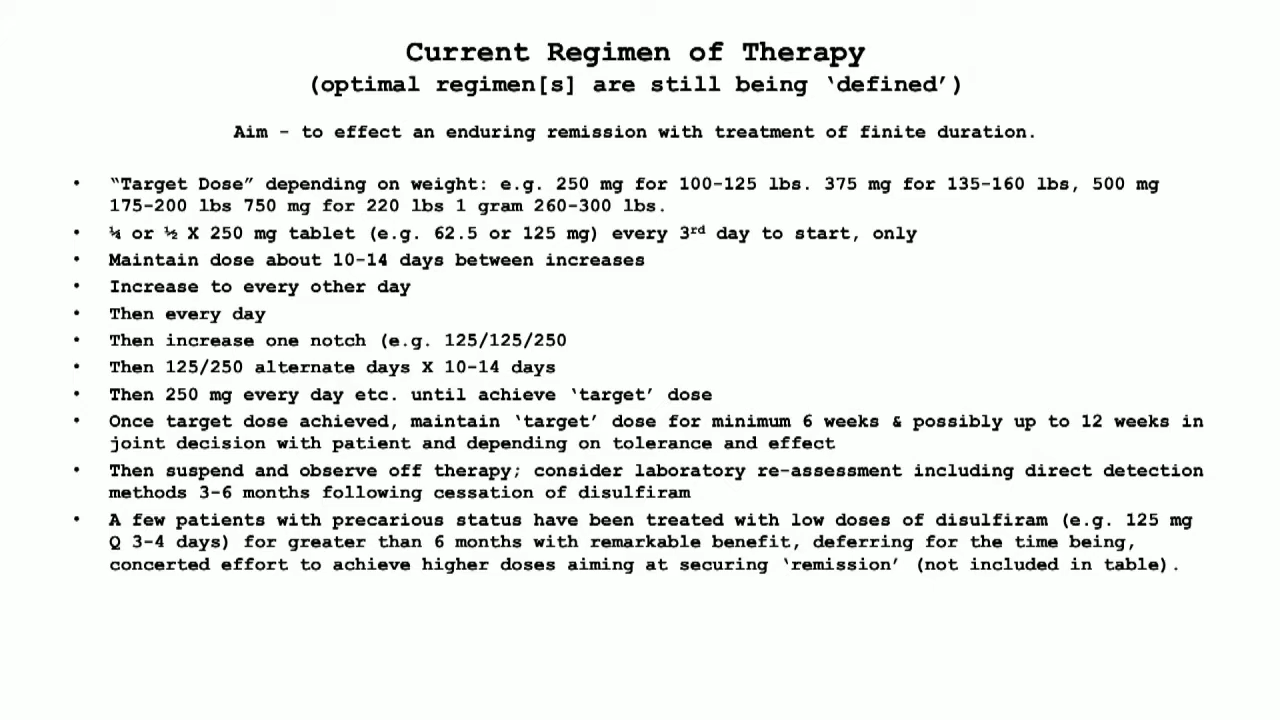 Current Regimen of Therapy
(optimal regimen[s] are still being ‘defined’)
Aim - to effect an enduring remission with treatment of finite duration.
• “Target Dose” depending on weight: e.g. 250 mg for 100-125 lbs. 375 mg for 135-160 lbs, 500 mg
175-200 lbs 750 mg for 220 lbs 1 gram 260-300 lbs.
• ¼ or ½ X 250 mg tablet (e.g. 62.5 or 125 mg) every 3rd day to start, only
• Maintain dose about 10-14 days between increases
• Increase to every other day
• Then every day
• Then increase one notch (e.g. 125/125/250
• Then 125/250 alternate days X 10-14 days
• Then 250 mg every day etc. until achieve ‘target’ dose
• Once target dose achieved, maintain ‘target’ dose for minimum 6 weeks & possibly up to 12 weeks in
joint decision with patient and depending on tolerance and effect
• Then suspend and observe off therapy; consider laboratory re-assessment including direct detection
methods 3-6 months following cessation of disulfiram
• A few patients with precarious status have been treated with low doses of disulfiram (e.g. 125 mg
Q 3-4 days) for greater than 6 months with remarkable benefit, deferring for the time being,
concerted effort to achieve higher doses aiming at securing ‘remission’ (not included in table).